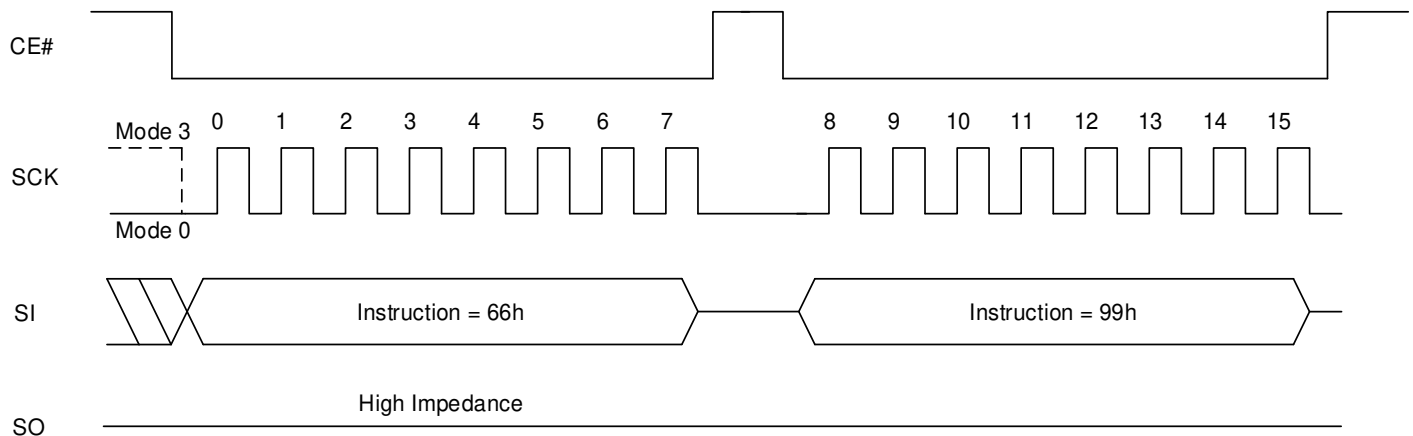 CE#
0 1 2 3 4 5 6 7 8 9 10 11 12 13 14 15
Mode 3
SCK
Mode 0
SI
Instruction = 66h
Instruction = 99h
High Impedance
SO